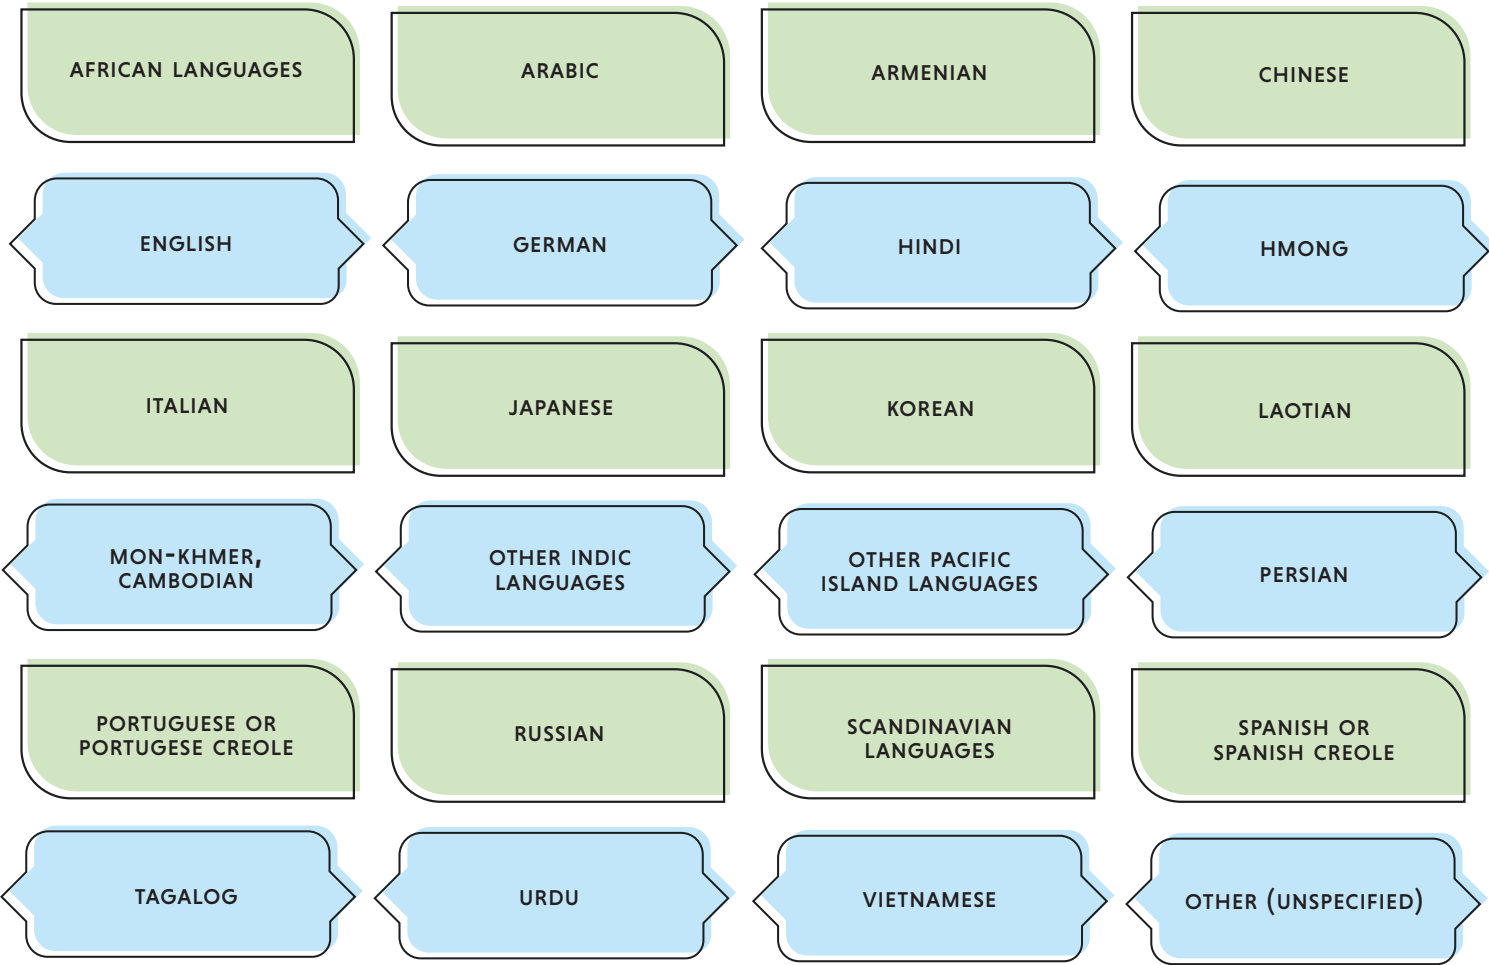 AFRICAN LANGUAGES
ARABIC
ARMENIAN
CHINESE
ENGLISH
GERMAN
HINDI
HMONG
ITALIAN
JAPANESE
KOREAN
LAOTIAN
MON-KHMER,
CAMBODIAN
OTHER INDIC
LANGUAGES
OTHER PACIFIC
ISLAND LANGUAGES
PERSIAN
PORTUGUESE OR
PORTUGESE CREOLE
RUSSIAN
SCANDINAVIAN
LANGUAGES
SPANISH OR
SPANISH CREOLE
TAGALOG
URDU
VIETNAMESE
OTHER (UNSPECIFIED)